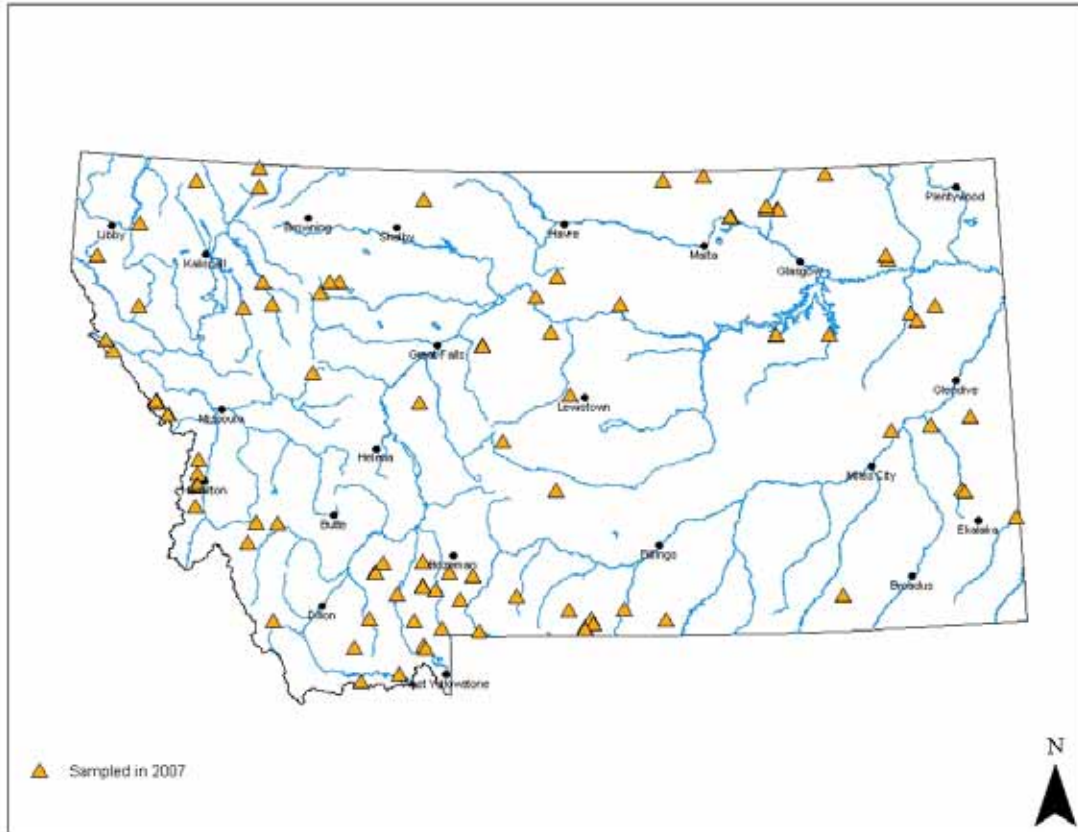 Plentywood
Libby
Browning
Shelby
Havre
Kalispell
Malta
Glasgow
Great Falls
Glendive
Lewistown
Missoula
Helena
Miles City
Hamilton
Butte
Ekalaka
Billings
Bozeman
Broadus
Dillon
West Yellowstone
N
Sampled in 2007